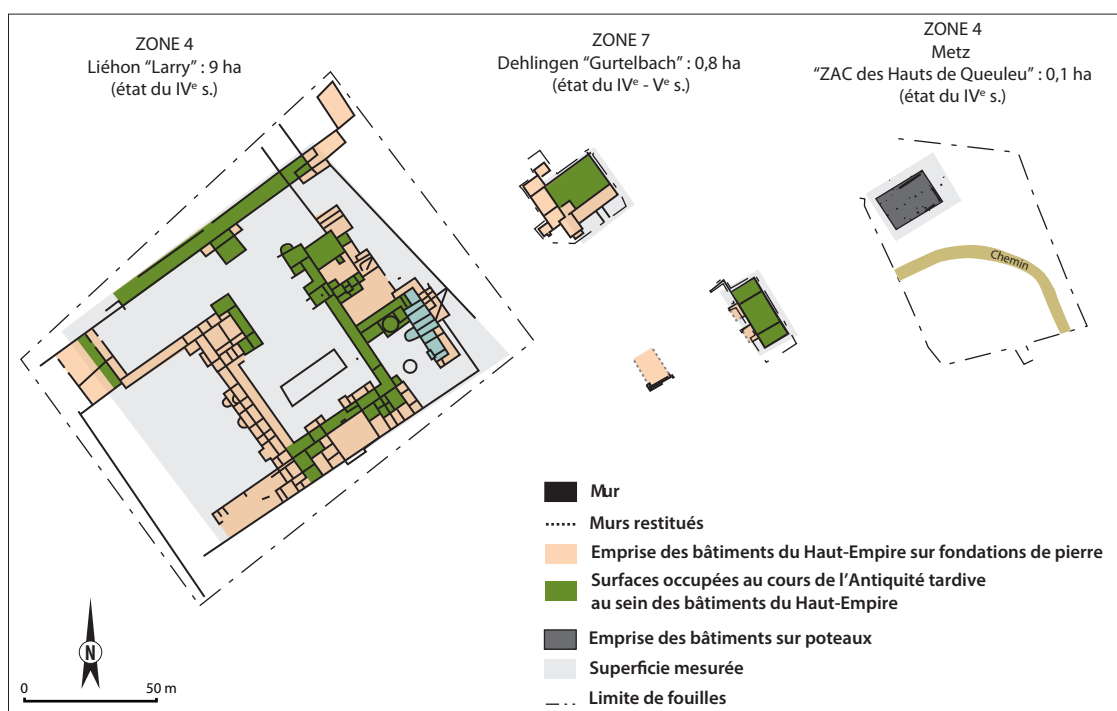 ZONE 4
Liéhon “Larry” : 9 ha
(état du IVe s.)
ZONE 7
Dehlingen “Gurtelbach” : 0,8 ha
(état du IVe - Ve s.)
ZONE 4
Metz
“ZAC des Hauts de Queuleu” : 0,1 ha
(état du IVe s.)
Chemin
Mur
Murs restitués
Emprise des bâtiments du Haut-Empire sur fondations de pierre
Surfaces occupées au cours de l’Antiquité tardive
au sein des bâtiments du Haut-Empire
Emprise des bâtiments sur poteaux
Superficie mesurée
Limite de fouilles
N
0 50 m